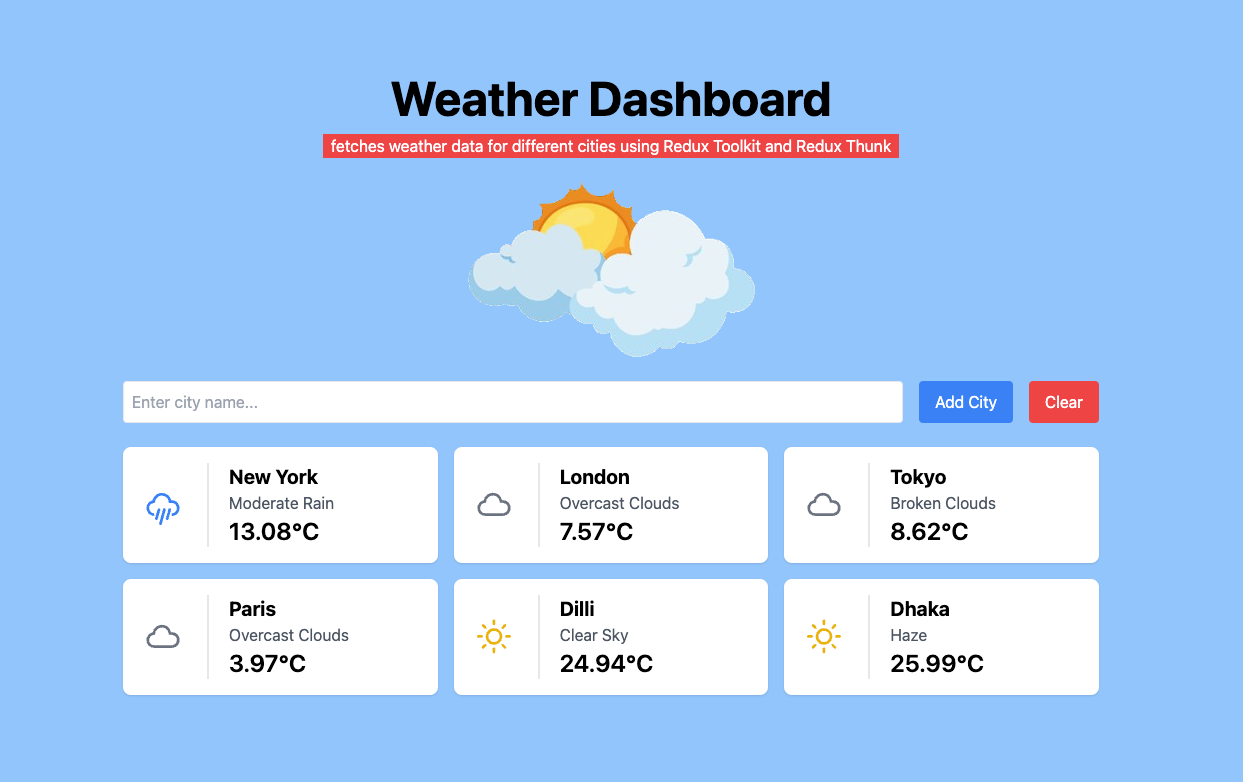 Weather Dashboard
fetches weather data for different cities using Redux Toolkit and Redux Thunk
Enter city name...
Add City
Clear
New York
Moderate Rain
13.08°C
London
Overcast Clouds
7.57°C
Tokyo
Broken Clouds
8.62°C
Paris
Overcast Clouds
3.97°C
Dilli
Clear Sky
24.94°C
Dhaka
Haze
25.99°C